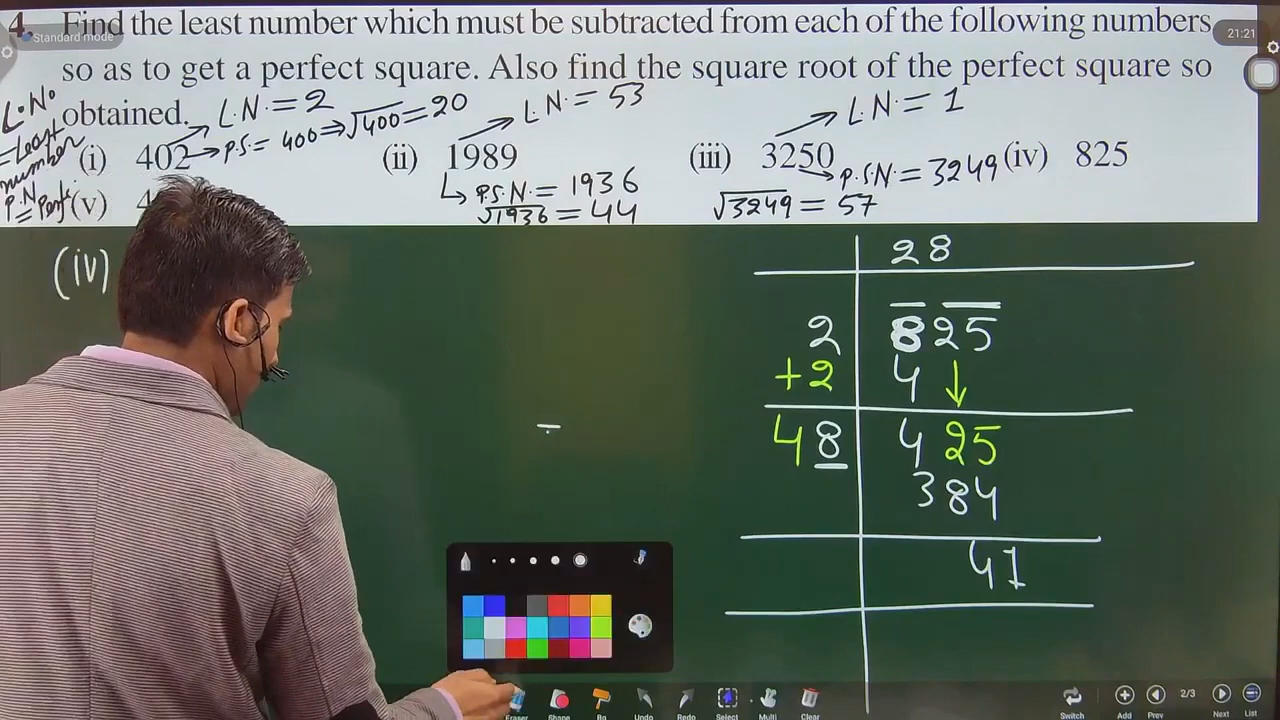 4. Find the least number which must be subtracted from each of the following numbers
Standard mode
21:21
so as to get a perfect square. Also find the square root of the perfect square so
obtained.
L.N.
=Least
number
P.N
= Perf
(i) 402
L.N. = 2
P.S. = 400 ⇒ √400 = 20
(ii) 1989
L.N. = 53
P.S.N. = 1936
√1936 = 44
(iii) 3250
L.N. = 1
P.S.N. = 3249
√3249 = 57
(iv) 825
(v) 4
(iv)
28
2 825
+2 4 ↓
48 425
384
41
Eraser Shape Bg Undo Redo Select Multi Clear
Switch Add Prev 2/3 Next List